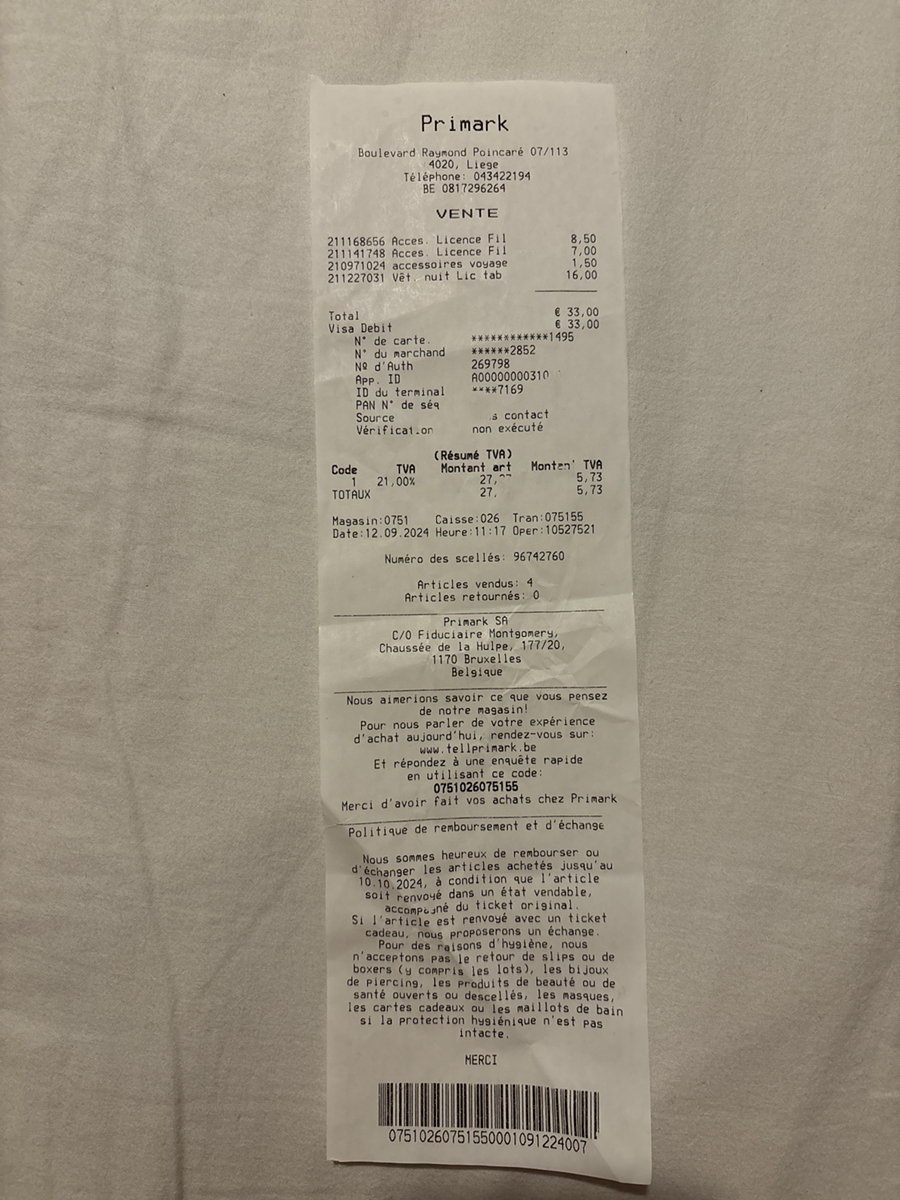 Primark
Boulevard Raymond Poincaré 07/113
4020, Liege
Téléphone: 043422194
BE 0817296264
VENTE
211168656 Acces. Licence Fil 8,50
211141748 Acces. Licence Fil 7,00
210971024 accessoires voyage 1,50
211227031 Vêt. nuit Lic tab 16,00
Total € 33,00
Visa Debit € 33,00
N° de carte. ************1495
N° du marchand ******2852
Nº d'Auth 269798
App. ID A00000000310
ID du terminal ****7169
PAN N° de séq
Source s contact
Vérification non exécuté
(Résumé TVA)
Code TVA Montant art TVA
1 21,00% 27, 5,73
TOTAUX 27, 5,73
Magasin:0751 Caisse:026 Tran:075155
Date:12.09.2024 Heure:11:17 Oper:10527521
Numéro des scellés: 96742760
Articles vendus: 4
Articles retournés: 0
Primark SA
C/O Fiduciaire Montgomery,
Chaussée de la Hulpe, 177/20,
1170 Bruxelles
Belgique
Nous aimerions savoir ce que vous pensez
de notre magasin!
Pour nous parler de votre expérience
d'achat aujourd'hui, rendez-vous sur:
www.tellprimark.be
Et répondez à une enquête rapide
en utilisant ce code:
0751026075155
Merci d'avoir fait vos achats chez Primark
Politique de remboursement et d'échange
Nous sommes heureux de rembourser ou
d'échanger les articles achetés jusqu'au
10.10.2024, à condition que l'article
soit renvoyé dans un état vendable,
accompagné du ticket original.
Si l'article est renvoyé avec un ticket
cadeau, nous proposerons un échange.
Pour des raisons d'hygiène, nous
n'acceptons pas le retour de slips ou de
boxers (y compris les lots), les bijoux
de piercing, les produits de beauté ou de
santé ouverts ou descellés, les masques,
les cartes cadeaux ou les maillots de bain
si la protection hygiénique n'est pas
intacte.
MERCI
07510260751550001091224007